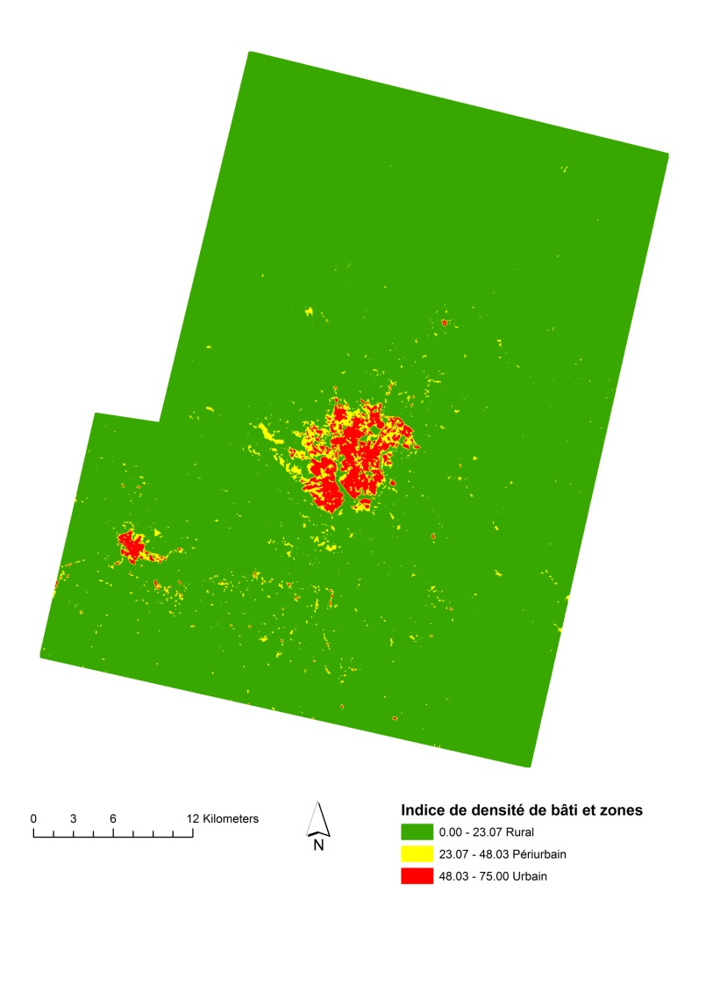 0 3 6 12 Kilometers
N
Indice de densité de bâti et zones
0.00 - 23.07 Rural
23.07 - 48.03 Périurbain
48.03 - 75.00 Urbain